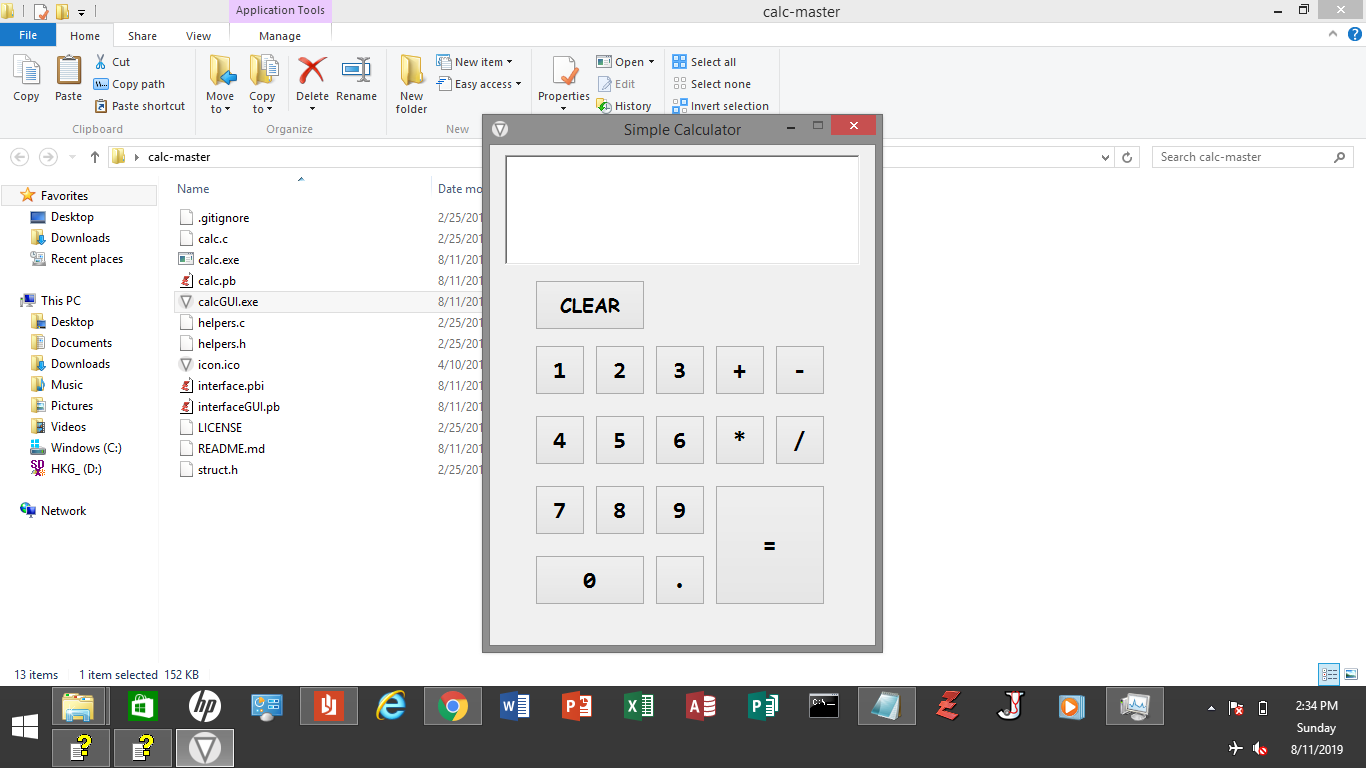 Application Tools
calc-master
File Home Share View Manage
Copy
Paste
Cut
Copy path
Paste shortcut
Clipboard
Move to
Copy to
Delete
Rename
Organize
New folder
New item
Easy access
New
Properties
Open
Edit
History
Select all
Select none
Invert selection
calc-master
Search calc-master
Favorites
Desktop
Downloads
Recent places
This PC
Desktop
Documents
Downloads
Music
Pictures
Videos
Windows (C:)
HKG_ (D:)
Network
Name Date mo
.gitignore 2/25/201
calc.c 2/25/201
calc.exe 8/11/201
calc.pb 8/11/201
calcGUI.exe 8/11/201
helpers.c 2/25/201
helpers.h 2/25/201
icon.ico 4/10/201
interface.pbi 8/11/201
interfaceGUI.pb 8/11/201
LICENSE 2/25/201
README.md 8/11/201
struct.h 2/25/201
Simple Calculator
CLEAR
1 2 3 + -
4 5 6 * /
7 8 9
=
0 .
13 items 1 item selected 152 KB
2:34 PM
Sunday
8/11/2019